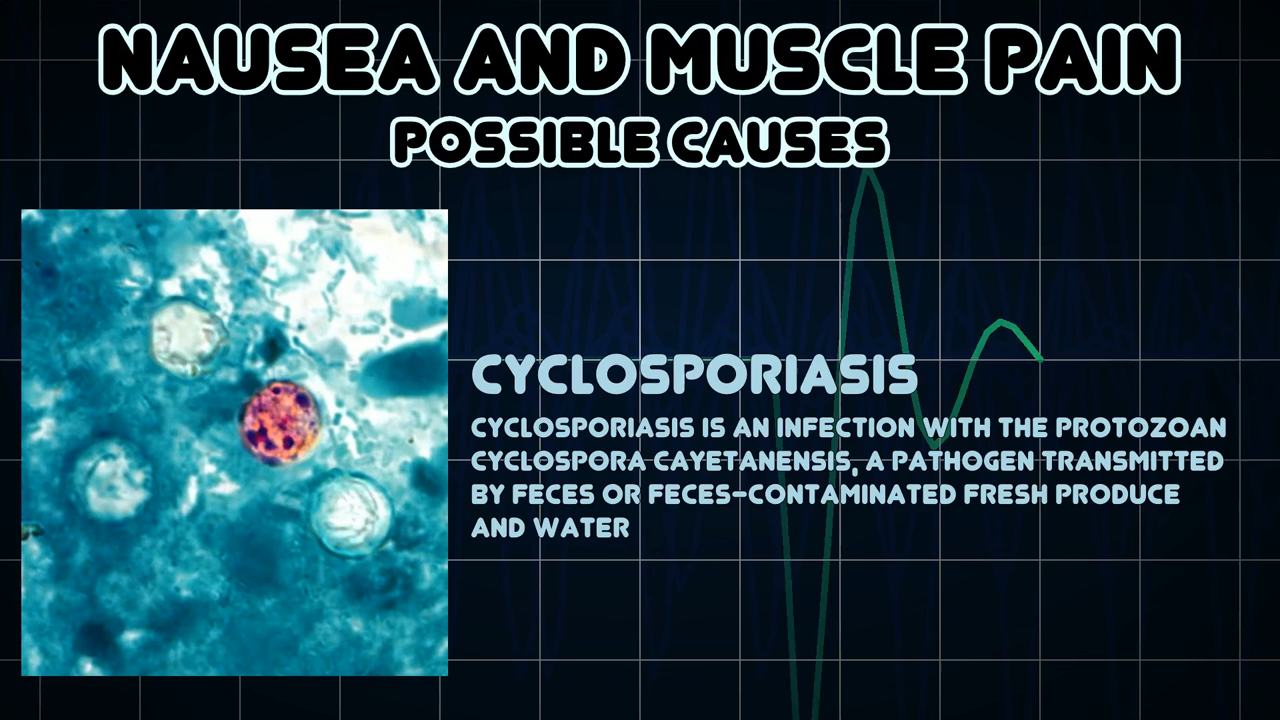 NAUSEA AND MUSCLE PAIN
POSSIBLE CAUSES
CYCLOSPORIASIS
CYCLOSPORIASIS IS AN INFECTION WITH THE PROTOZOAN
CYCLOSPORA CAYETANENSIS, A PATHOGEN TRANSMITTED
BY FECES OR FECES-CONTAMINATED FRESH PRODUCE
AND WATER